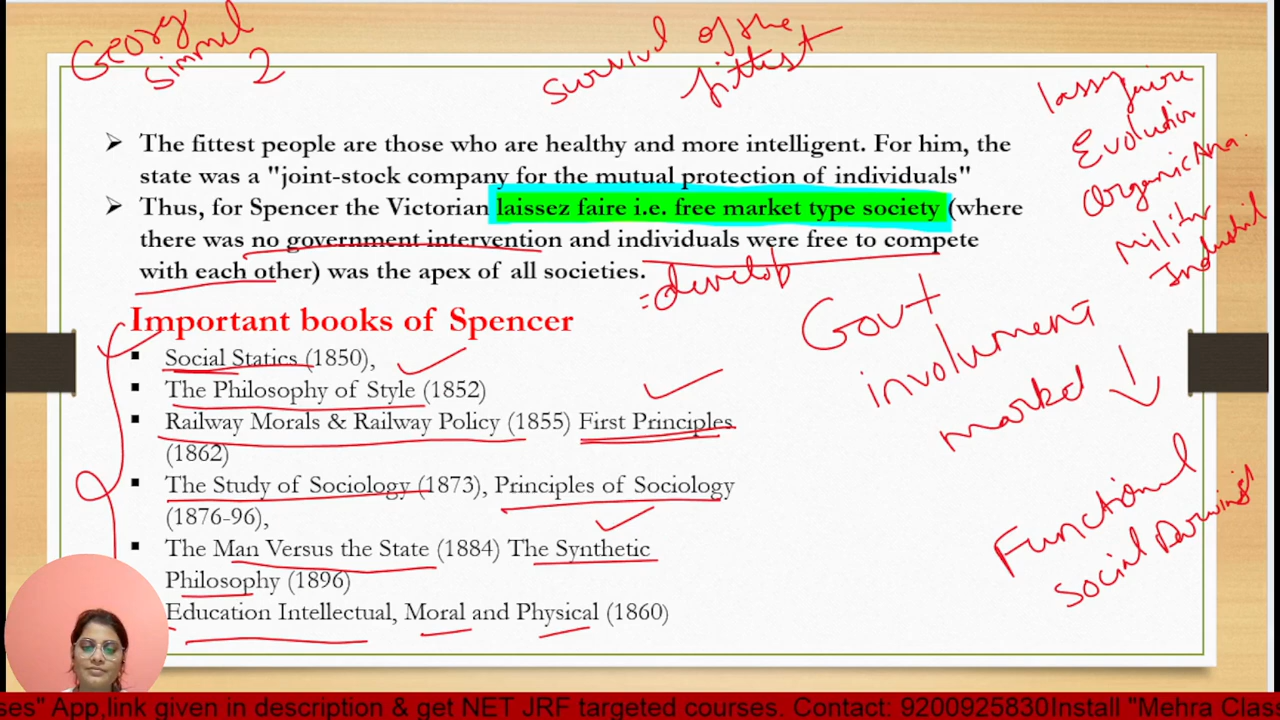 Georg
Simmel
2
Survival of the
fittest
lassy faire
Evolution
Organic Ana.
Militry
Industrial
➢ The fittest people are those who are healthy and more intelligent. For him, the
state was a "joint-stock company for the mutual protection of individuals"
➢ Thus, for Spencer the Victorian laissez faire i.e. free market type society (where
there was no government intervention and individuals were free to compete
with each other) was the apex of all societies.
=develop
Govt
involument
market
Functional
Social Darwinist
Important books of Spencer
▪ Social Statics (1850),
▪ The Philosophy of Style (1852)
▪ Railway Morals & Railway Policy (1855) First Principles
(1862)
▪ The Study of Sociology (1873), Principles of Sociology
(1876-96),
▪ The Man Versus the State (1884) The Synthetic
Philosophy (1896)
Education Intellectual, Moral and Physical (1860)
ses" App,link given in description & get NET JRF targeted courses. Contact: 9200925830Install "Mehra Clas